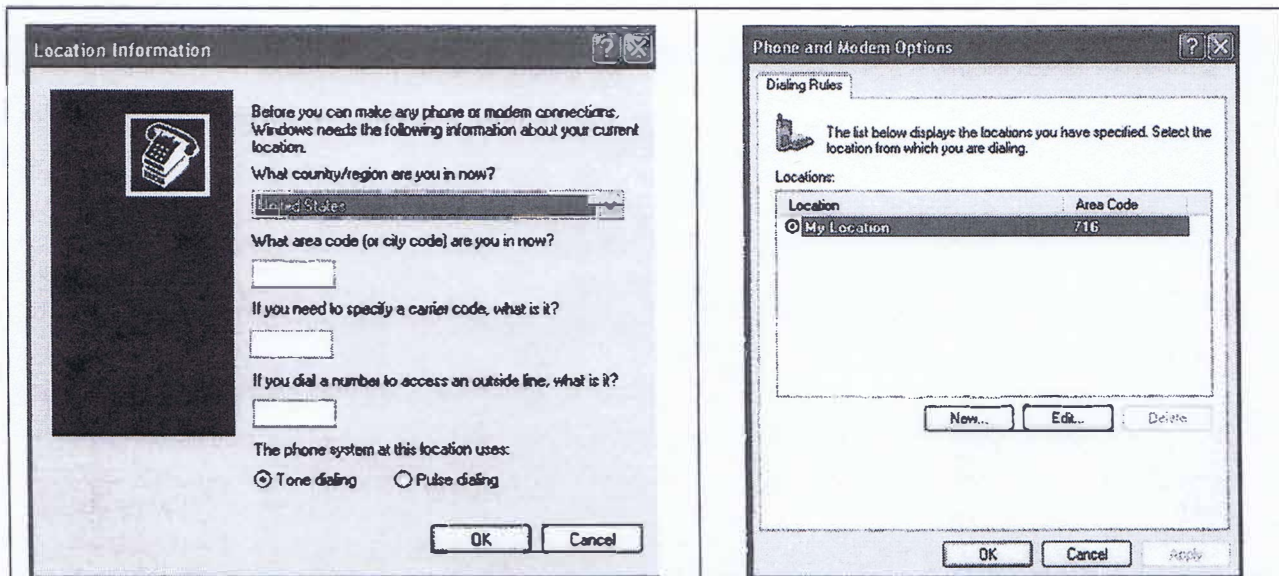 Location Information
Before you can make any phone or modem connections,
Windows needs the following information about your current
location.
What country/region are you in now?
United States
What area code (or city code) are you in now?
If you need to specify a carrier code, what is it?
If you dial a number to access an outside line, what is it?
The phone system at this location uses:
Tone dialing Pulse dialing
OK Cancel
Phone and Modem Options
Dialing Rules
The list below displays the locations you have specified. Select the
location from which you are dialing.
Locations:
Location Area Code
My Location 716
New... Edit... Delete
OK Cancel Apply